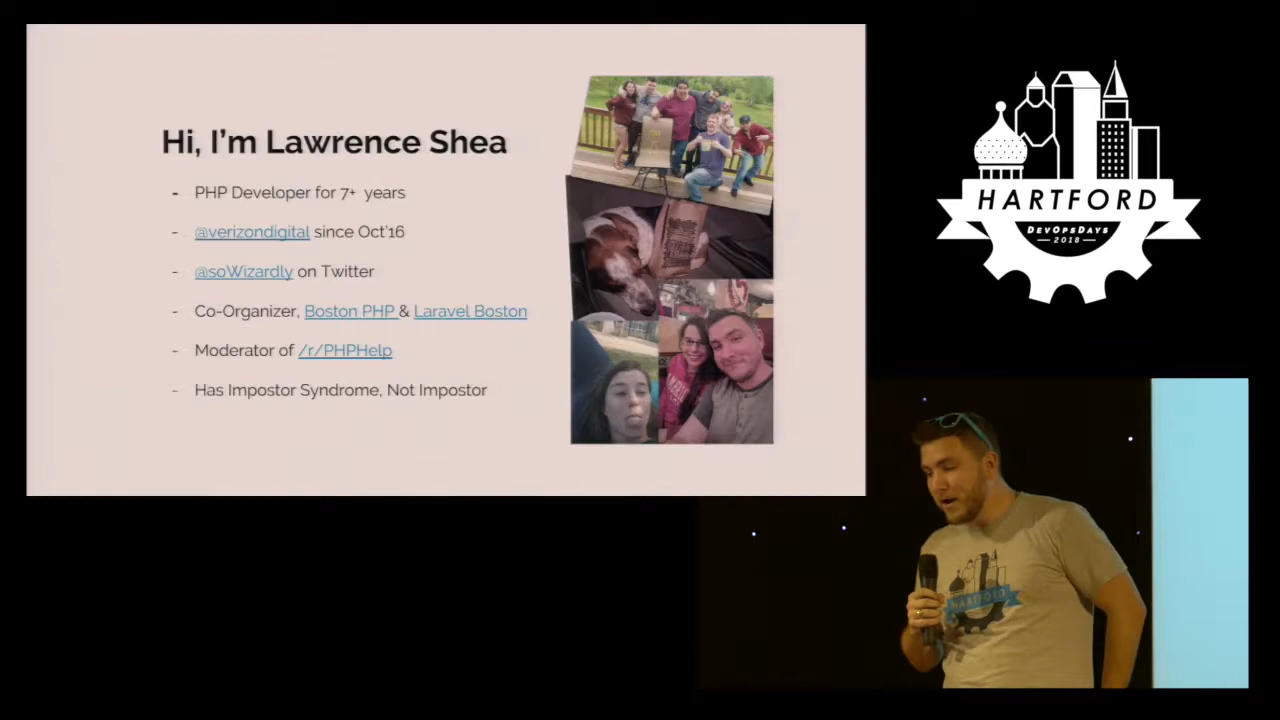 Hi, I'm Lawrence Shea
- PHP Developer for 7+ years
- @verizondigital since Oct'16
- @soWizardly on Twitter
- Co-Organizer, Boston PHP & Laravel Boston
- Moderator of /r/PHPHelp
- Has Impostor Syndrome, Not Impostor
HARTFORD
DEVOPSDAYS
2018
HARTFORD